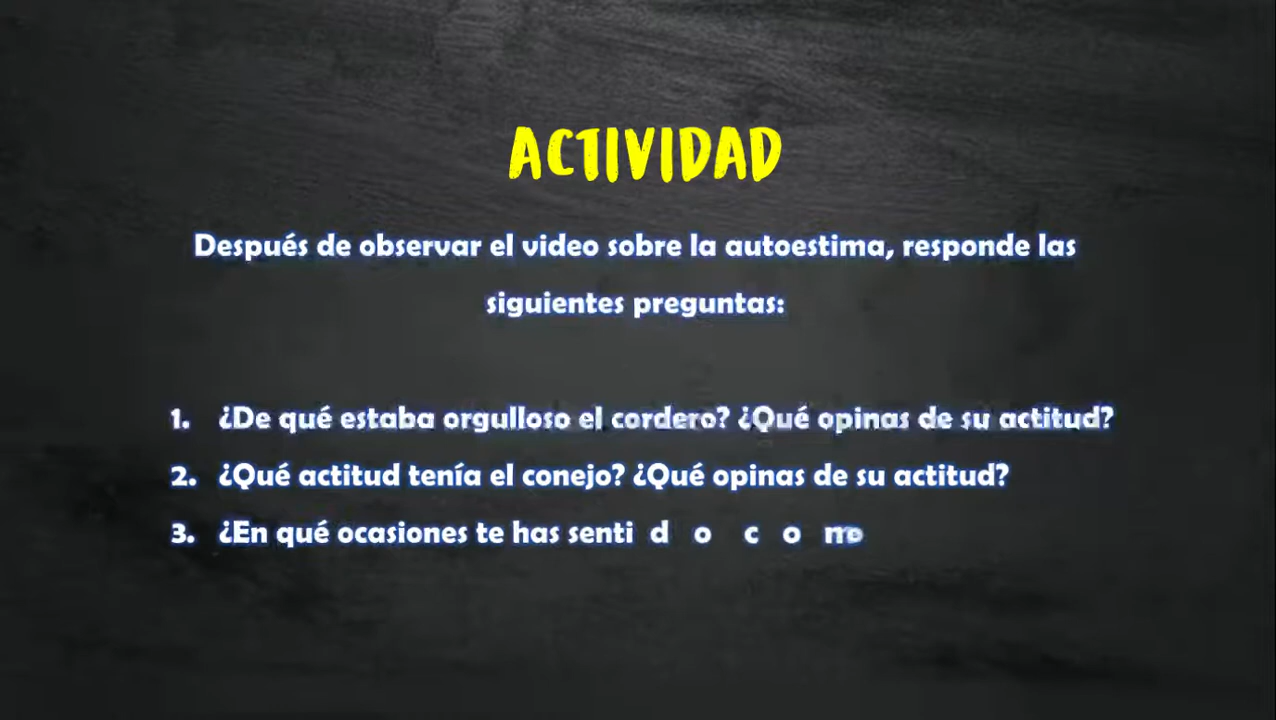 ACTIVIDAD
Después de observar el video sobre la autoestima, responde las
siguientes preguntas:
1. ¿De qué estaba orgulloso el cordero? ¿Qué opinas de su actitud?
2. ¿Qué actitud tenía el conejo? ¿Qué opinas de su actitud?
3. ¿En qué ocasiones te has sentido como